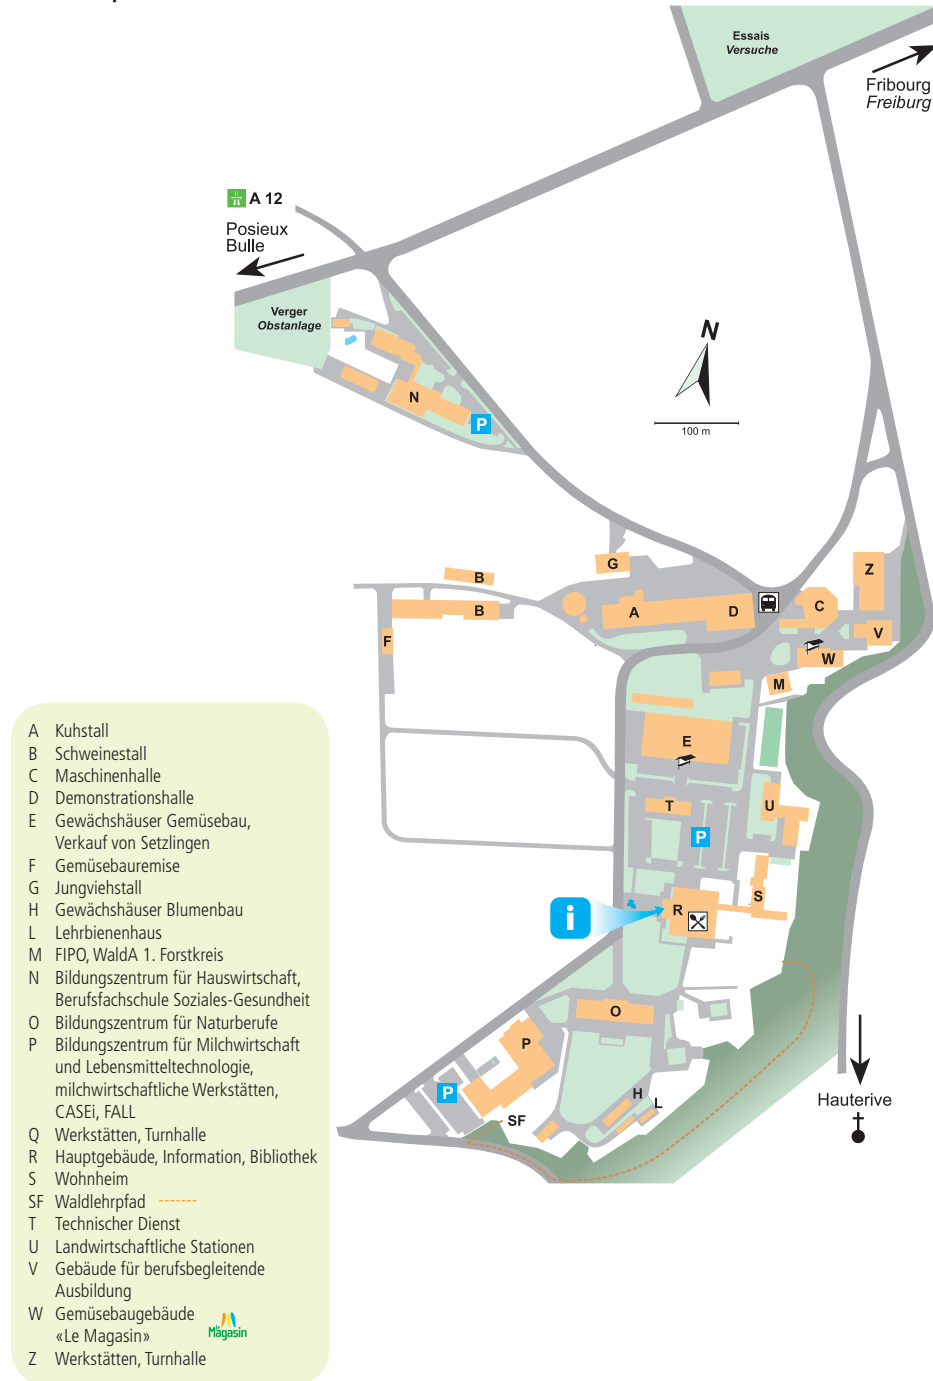 Essais
Versuche
Fribourg
Freiburg
A 12
Posieux
Bulle
Verger
Obstanlage
N
100 m
N
P
G
Z
B
B
A
D
C
V
F
W
M
E
T
U
P
S
R
i
O
P
P
H
L
SF
Hauterive
A Kuhstall
B Schweinestall
C Maschinenhalle
D Demonstrationshalle
E Gewächshäuser Gemüsebau,
Verkauf von Setzlingen
F Gemüsebauremise
G Jungviehstall
H Gewächshäuser Blumenbau
L Lehrbienenhaus
M FIPO, WaldA 1. Forstkreis
N Bildungszentrum für Hauswirtschaft,
Berufsfachschule Soziales-Gesundheit
O Bildungszentrum für Naturberufe
P Bildungszentrum für Milchwirtschaft
und Lebensmitteltechnologie,
milchwirtschaftliche Werkstätten,
CASEi, FALL
Q Werkstätten, Turnhalle
R Hauptgebäude, Information, Bibliothek
S Wohnheim
SF Waldlehrpfad
T Technischer Dienst
U Landwirtschaftliche Stationen
V Gebäude für berufsbegleitende
Ausbildung
W Gemüsebaugebäude
«Le Magasin»
le Magasin
Z Werkstätten, Turnhalle